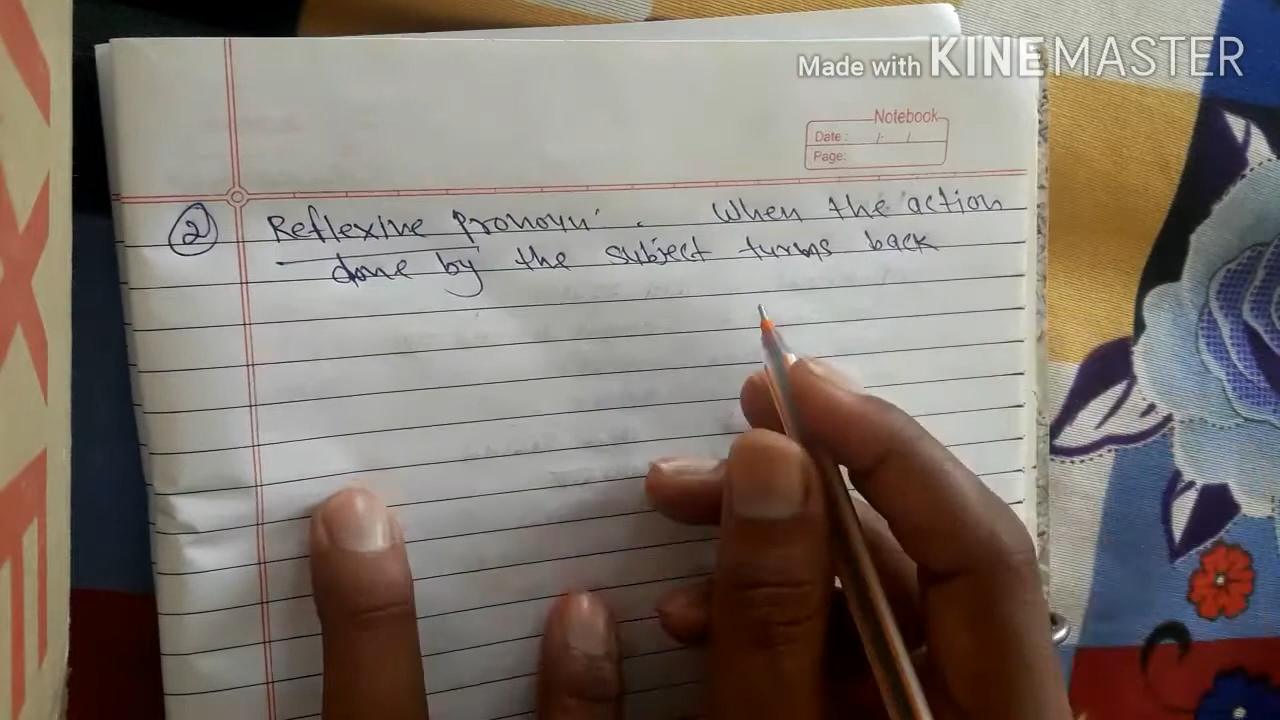 Made with KINEMASTER
Notebook
Date : / /
Page:
② Reflexive pronoun . When the action
done by the subject turns back